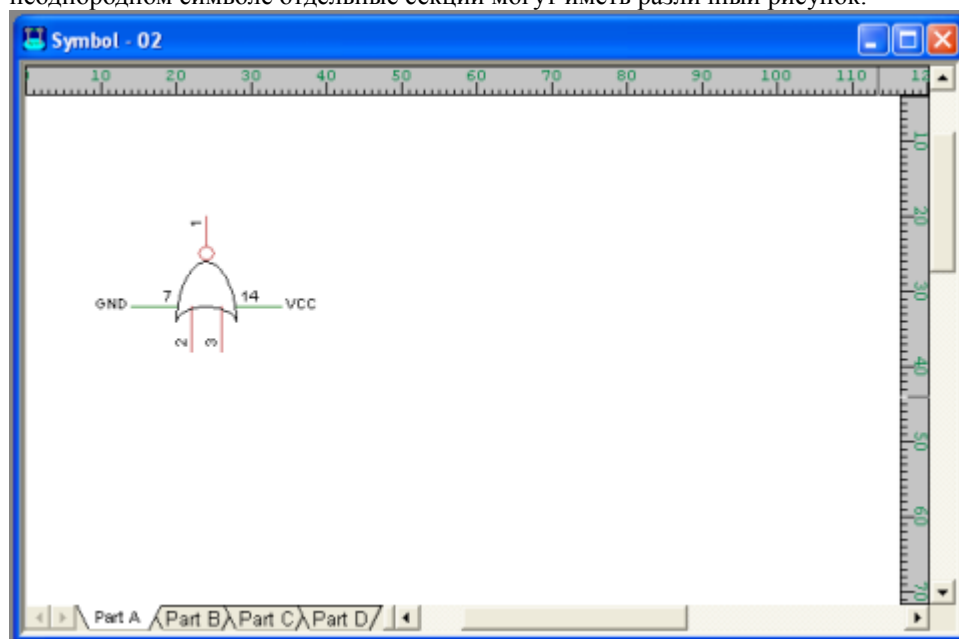 неоднородном символе отдельные секции могут иметь различный рисунок.
Symbol - 02
10 20 30 40 50 60 70 80 90 100 110 12
10
20
1
30
GND 7 14 VCC
2 3
40
50
60
70
Part A Part B Part C Part D